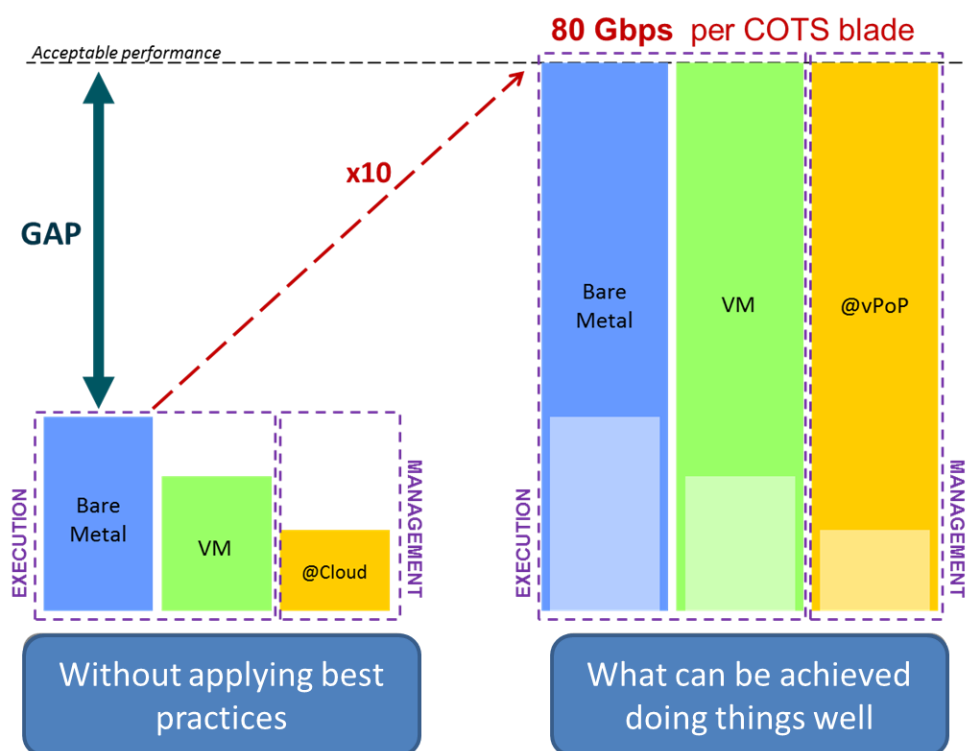 80 Gbps per COTS blade
Acceptable performance
x10
GAP
Bare
Metal
VM
@Cloud
EXECUTION
MANAGEMENT
Bare
Metal
VM
@vPoP
EXECUTION
MANAGEMENT
Without applying best
practices
What can be achieved
doing things well